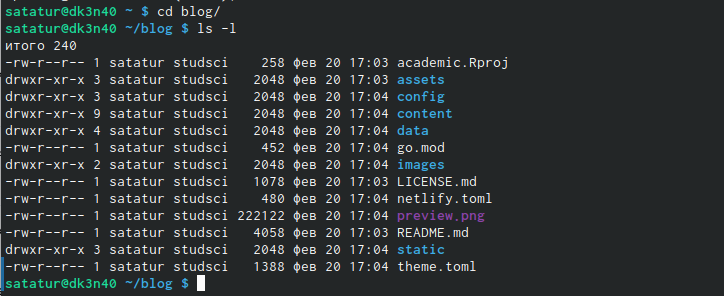 satatur@dk3n40 ~ $ cd blog/
satatur@dk3n40 ~/blog $ ls -l
итого 240
-rw-r--r-- 1 satatur studsci    258 фев 20 17:03 academic.Rproj
drwxr-xr-x 3 satatur studsci   2048 фев 20 17:03 assets
drwxr-xr-x 3 satatur studsci   2048 фев 20 17:04 config
drwxr-xr-x 9 satatur studsci   2048 фев 20 17:04 content
drwxr-xr-x 4 satatur studsci   2048 фев 20 17:04 data
-rw-r--r-- 1 satatur studsci    452 фев 20 17:04 go.mod
drwxr-xr-x 2 satatur studsci   2048 фев 20 17:04 images
-rw-r--r-- 1 satatur studsci   1078 фев 20 17:03 LICENSE.md
-rw-r--r-- 1 satatur studsci    480 фев 20 17:04 netlify.toml
-rw-r--r-- 1 satatur studsci 222122 фев 20 17:04 preview.png
-rw-r--r-- 1 satatur studsci   4058 фев 20 17:03 README.md
drwxr-xr-x 3 satatur studsci   2048 фев 20 17:04 static
-rw-r--r-- 1 satatur studsci   1388 фев 20 17:04 theme.toml
satatur@dk3n40 ~/blog $